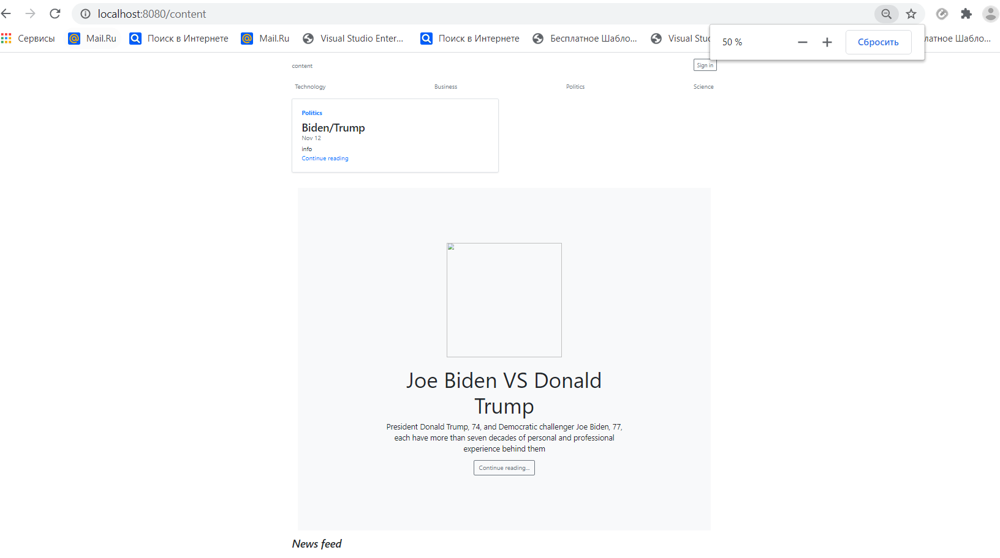 localhost:8080/content
Сервисы Mail.Ru Поиск в Интернете Mail.Ru Visual Studio Enter... Поиск в Интернете Бесплатное Шабло... Visual Stu латное Шабло...
50 % Сбросить
content Sign in
Technology Business Politics Science
Politics
Biden/Trump
Nov 12
info
Continue reading
Joe Biden VS Donald
Trump
President Donald Trump, 74, and Democratic challenger Joe Biden, 77,
each have more than seven decades of personal and professional
experience behind them
Continue reading...
News feed